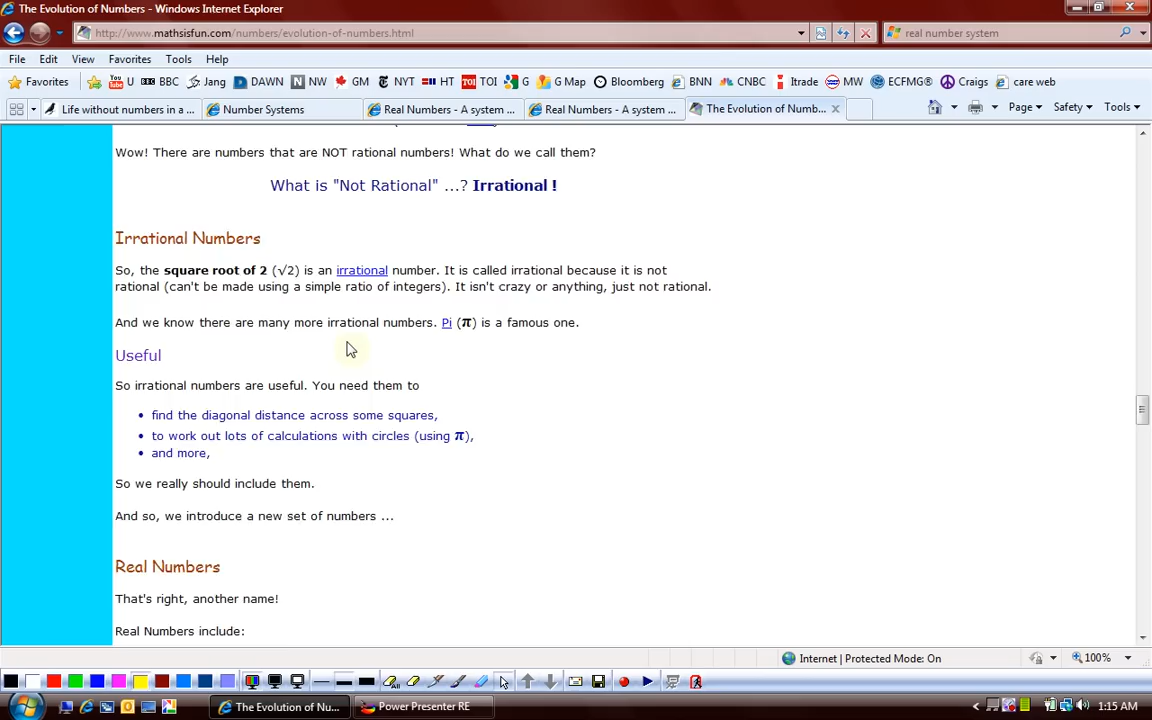 The Evolution of Numbers - Windows Internet Explorer
http://www.mathsisfun.com/numbers/evolution-of-numbers.html
real number system
File Edit View Favorites Tools Help
Favorites You Tube U BBC Jang DAWN N NW GM NYT HT TOI TOI G G Map Bloomberg BNN CNBC Itrade MW ECFMG® Craigs care web
Life without numbers in a ... Number Systems Real Numbers - A system ... Real Numbers - A system ... The Evolution of Numb... Page Safety Tools
Wow! There are numbers that are NOT rational numbers! What do we call them?
What is "Not Rational" ...? Irrational !
Irrational Numbers
So, the square root of 2 (√2) is an irrational number. It is called irrational because it is not
rational (can't be made using a simple ratio of integers). It isn't crazy or anything, just not rational.
And we know there are many more irrational numbers. Pi (π) is a famous one.
Useful
So irrational numbers are useful. You need them to
• find the diagonal distance across some squares,
• to work out lots of calculations with circles (using π),
• and more,
So we really should include them.
And so, we introduce a new set of numbers ...
Real Numbers
That's right, another name!
Real Numbers include:
Internet | Protected Mode: On
100%
The Evolution of Nu... Power Presenter RE 1:15 AM